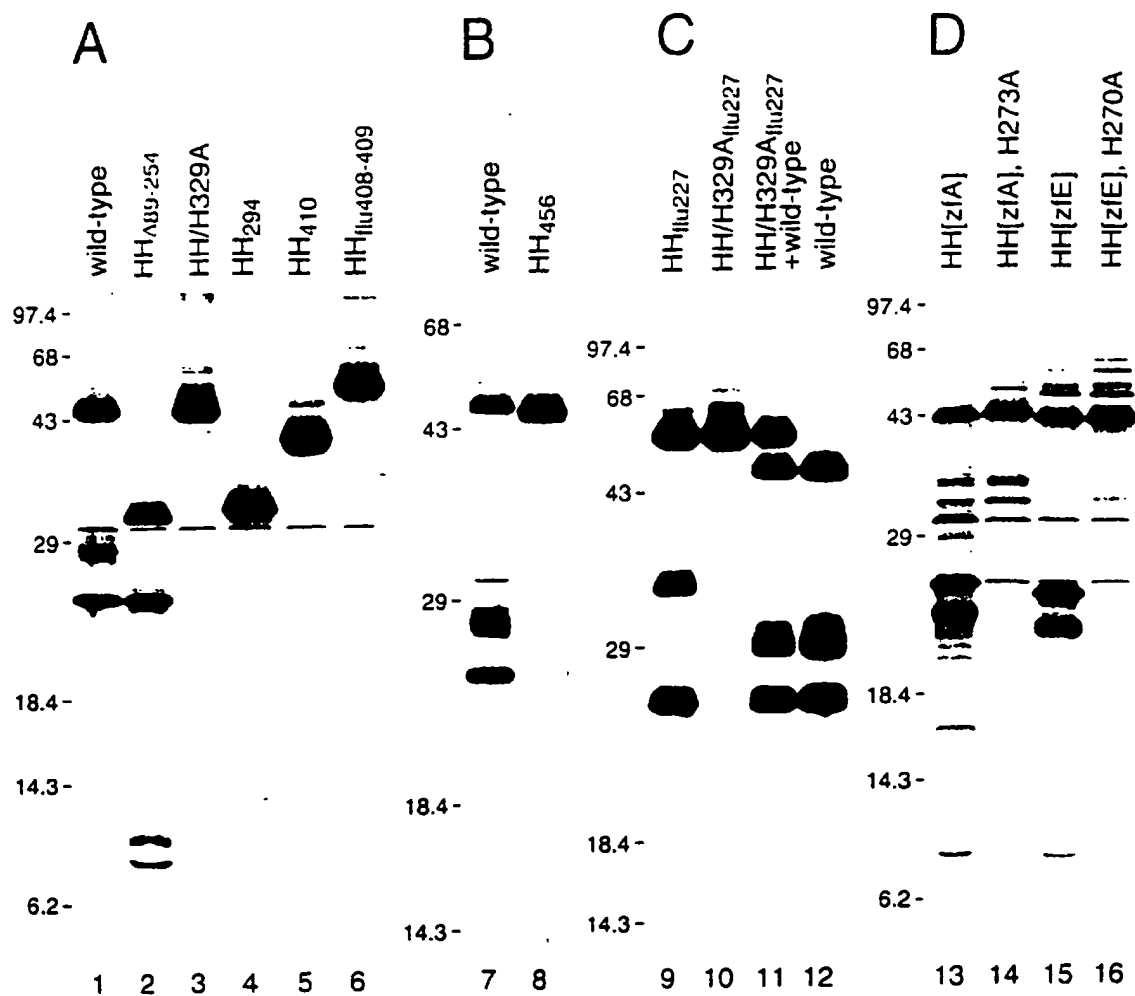 A
B
C
D
wild-type
HHΔ89-254
HH/H329A
HH294
HH410
HHflu408-409
wild-type
HH456
HHflu227
HH/H329Aflu227
HH/H329Aflu227
+wild-type
wild-type
HH[zfA]
HH[zfA], H273A
HH[zfE]
HH[zfE], H270A
97.4
68
43
29
18.4
14.3
6.2
68
43
29
18.4
14.3
97.4
68
43
29
18.4
14.3
97.4
68
43
29
18.4
14.3
6.2
1 2 3 4 5 6
7 8
9 10 11 12
13 14 15 16